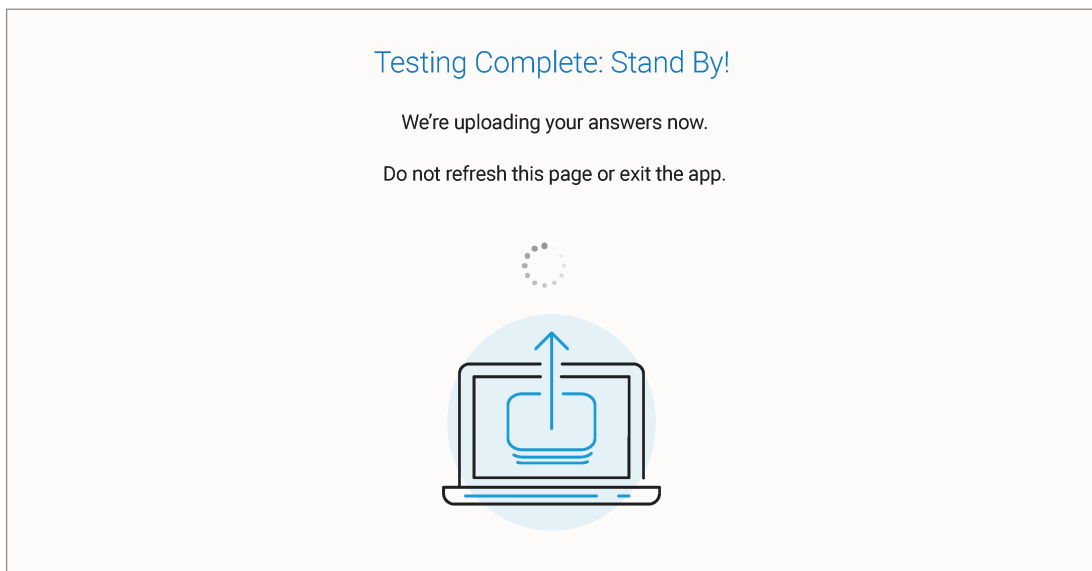 Testing Complete: Stand By!
We’re uploading your answers now.
Do not refresh this page or exit the app.